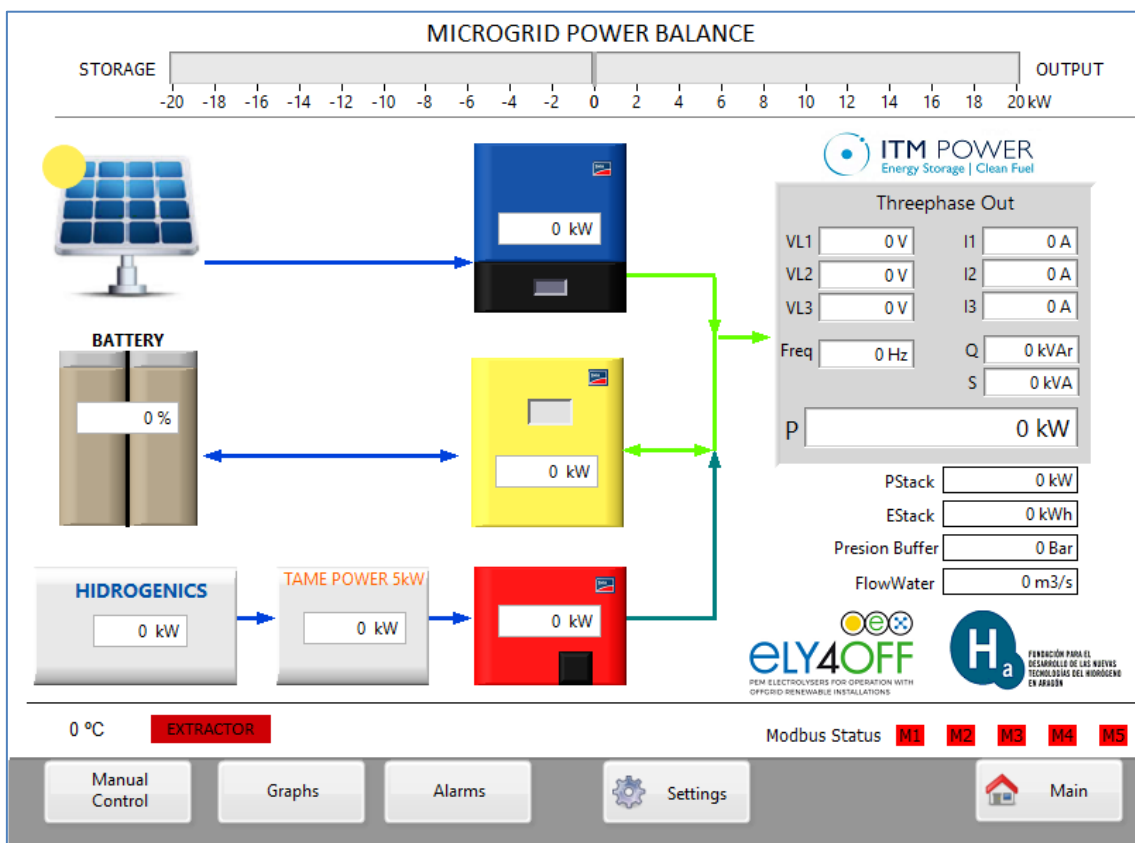 MICROGRID POWER BALANCE
STORAGE
OUTPUT
-20 -18 -16 -14 -12 -10 -8 -6 -4 -2 0 2 4 6 8 10 12 14 16 18 20 kW
ITM POWER
Energy Storage | Clean Fuel
0 kW
Threephase Out
VL1 0 V I1 0 A
VL2 0 V I2 0 A
VL3 0 V I3 0 A
Freq 0 Hz Q 0 kVAr
S 0 kVA
P 0 kW
BATTERY
0 %
0 kW
PStack 0 kW
EStack 0 kWh
Presion Buffer 0 Bar
FlowWater 0 m3/s
HIDROGENICS
0 kW
TAME POWER 5kW
0 kW
0 kW
eLY4OFF
PEM ELECTROLYSERS FOR OPERATION WITH
OFFGRID RENEWABLE INSTALLATIONS
Ha
FUNDACIÓN PARA EL
DESARROLLO DE LAS NUEVAS
TECNOLOGÍAS DEL HIDRÓGENO
EN ARAGÓN
0 ºC
EXTRACTOR
Modbus Status M1 M2 M3 M4 M5
Manual
Control
Graphs
Alarms
Settings
Main